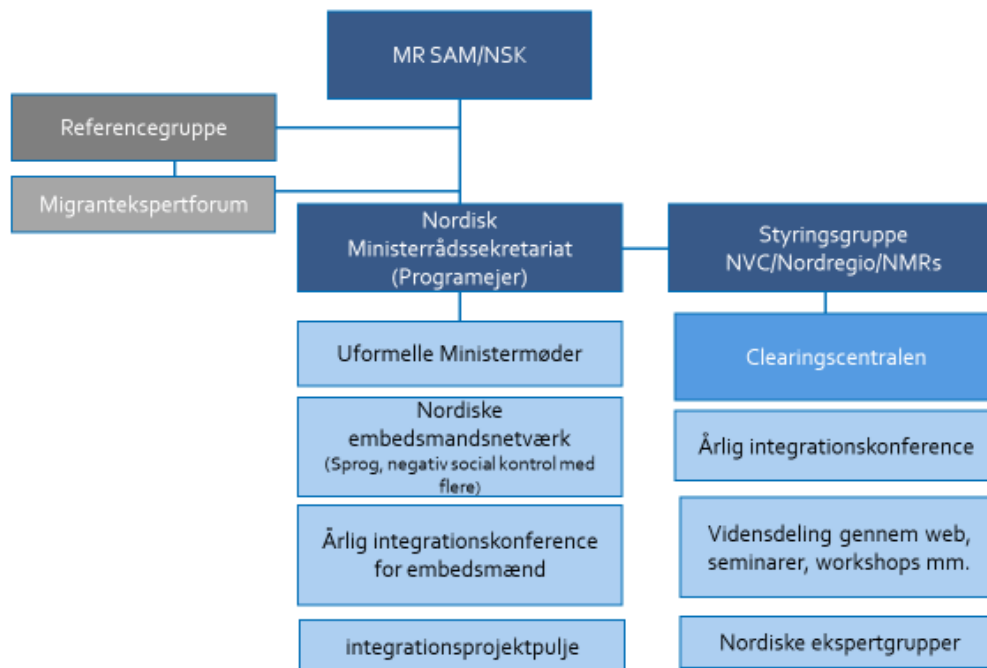 MR SAM/NSK
Referencegruppe
Migrantekspertforum
Nordisk
Ministerrådssekretariat
(Programejer)
Styringsgruppe
NVC/Nordregio/NMRs
Uformelle Ministermøder
Nordiske
embedsmandsnetværk
(Sprog, negativ social kontrol med
flere)
Årlig integrationskonference
for embedsmænd
integrationsprojektpulje
Clearingscentralen
Årlig integrationskonference
Vidensdeling gennem web,
seminarer, workshops mm.
Nordiske ekspertgrupper